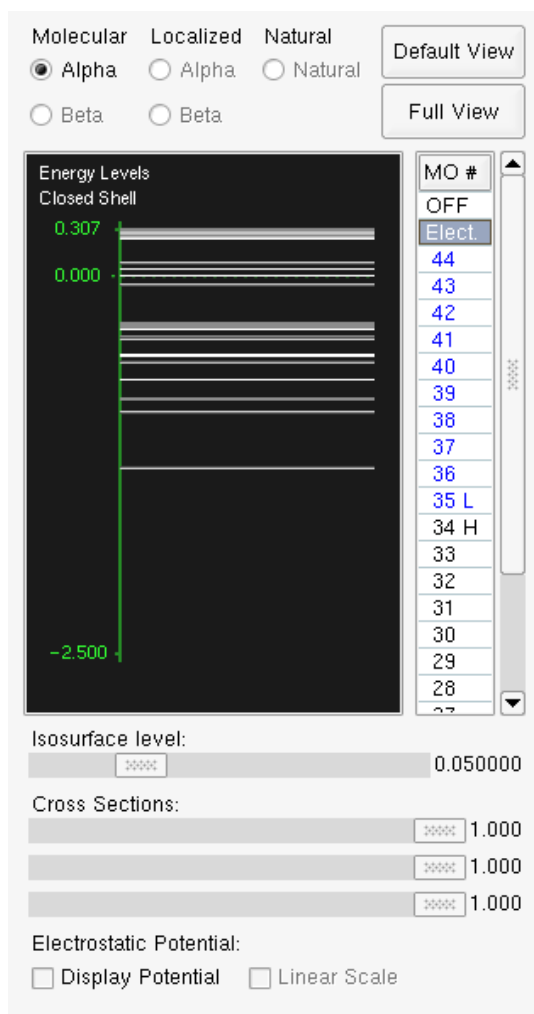 Molecular Localized Natural
Alpha Alpha Natural
Beta Beta
Default View
Full View
Energy Levels
Closed Shell
0.307
0.000
-2.500
MO #
OFF
Elect.
44
43
42
41
40
39
38
37
36
35 L
34 H
33
32
31
30
29
28
Isosurface level:
0.050000
Cross Sections:
1.000
1.000
1.000
Electrostatic Potential:
Display Potential Linear Scale